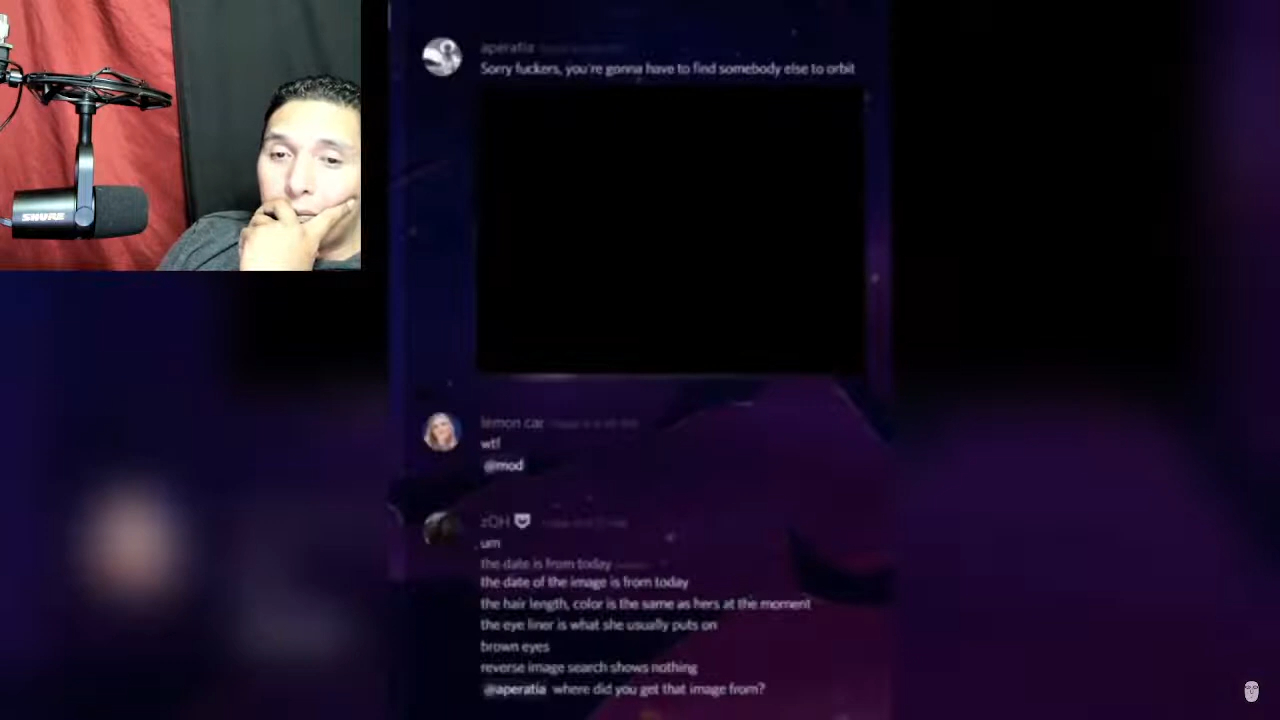 SHURE
aperatia
Sorry fuckers, you're gonna have to find somebody else to orbit
lemon car
wtf
@mod
zQH
um
the date is from today
the date of the image is from today
the hair length, color is the same as hers at the moment
the eye liner is what she usually puts on
brown eyes
reverse image search shows nothing
@aperatia where did you get that image from?